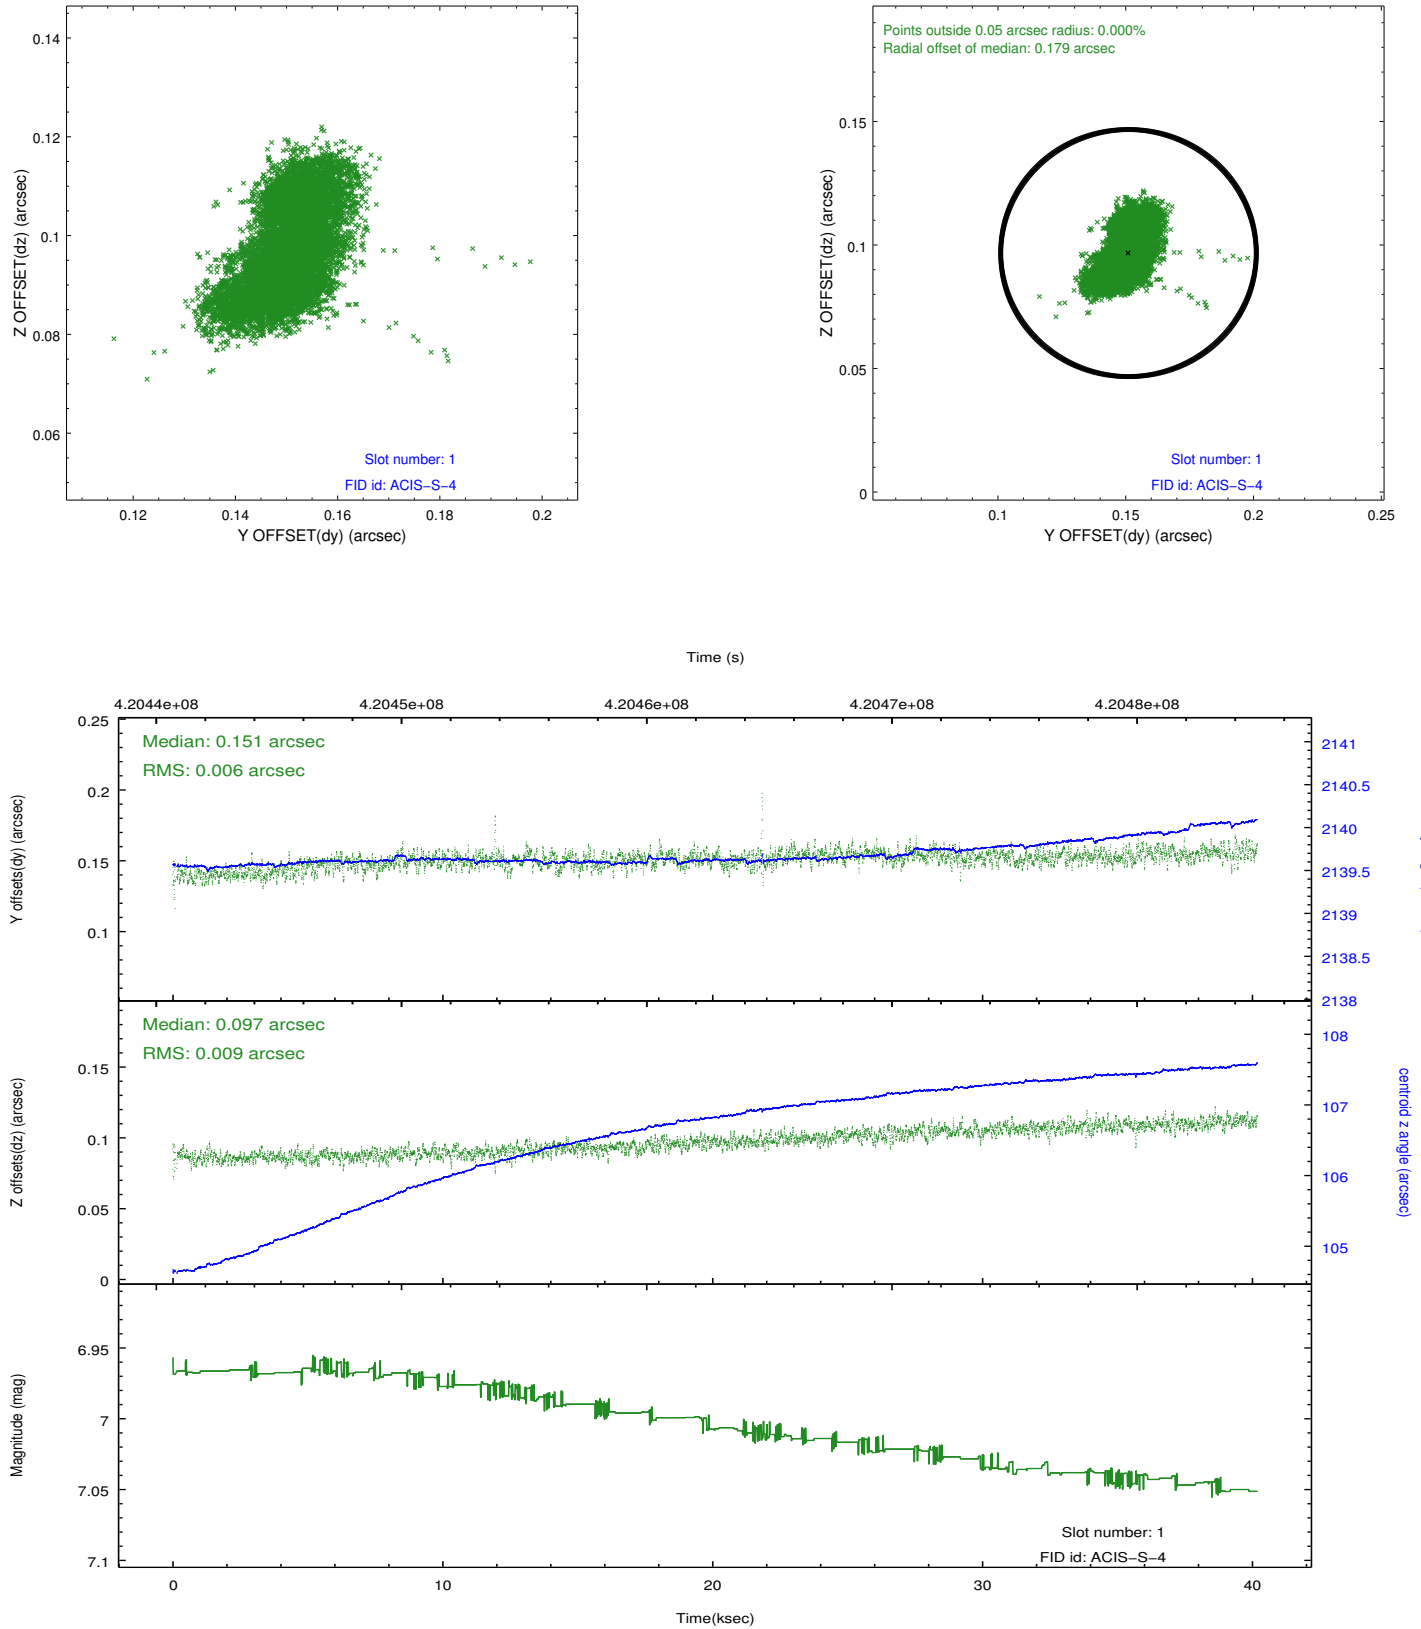 0.14
0.12
0.1
0.08
0.06
Z OFFSET(dz) (arcsec)
Slot number: 1
FID id: ACIS−S−4
0.12 0.14 0.16 0.18 0.2
Y OFFSET(dy) (arcsec)
Points outside 0.05 arcsec radius: 0.000%
Radial offset of median: 0.179 arcsec
0.15
0.1
0.05
0
Z OFFSET(dz) (arcsec)
Slot number: 1
FID id: ACIS−S−4
0.1 0.15 0.2 0.25
Y OFFSET(dy) (arcsec)
Time (s)
4.2044e+08 4.2045e+08 4.2046e+08 4.2047e+08 4.2048e+08
0.25
0.2
0.15
0.1
Y offsets(dy) (arcsec)
Median: 0.151 arcsec
RMS: 0.006 arcsec
2141
2140.5
2140
2139.5
2139
2138.5
2138
Median: 0.097 arcsec
RMS: 0.009 arcsec
0.15
0.1
0.05
0
Z offsets(dz) (arcsec)
108
107
106
105
centroid z angle (arcsec)
6.95
7
7.05
7.1
Magnitude (mag)
Slot number: 1
FID id: ACIS−S−4
0 10 20 30 40
Time(ksec)